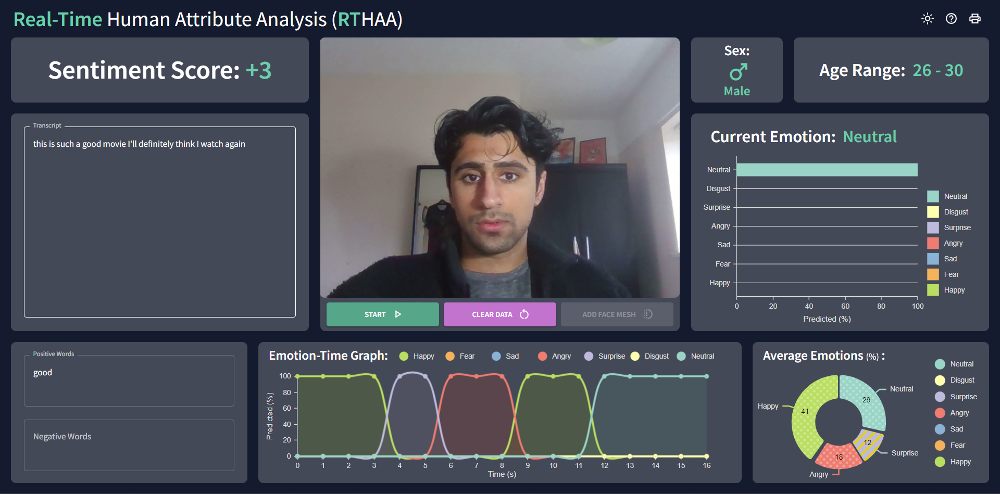 Real-Time Human Attribute Analysis (RTHAA)
Sentiment Score: +3
Sex:
Male
Age Range: 26 - 30
Transcript
this is such a good movie I'll definitely think I watch again
START
CLEAR DATA
ADD FACE MESH
Current Emotion: Neutral
Neutral
Disgust
Surprise
Angry
Sad
Fear
Happy
0 20 40 60 80 100
Predicted (%)
Neutral
Disgust
Surprise
Angry
Sad
Fear
Happy
Positive Words
good
Negative Words
Emotion-Time Graph: Happy Fear Sad Angry Surprise Disgust Neutral
Predicted (%)
100
80
60
40
20
0
0 1 2 3 4 5 6 7 8 9 10 11 12 13 14 15 16
Time (s)
Average Emotions (%) :
Neutral
29
Happy
41
12
Surprise
18
Angry
Neutral
Disgust
Surprise
Angry
Sad
Fear
Happy